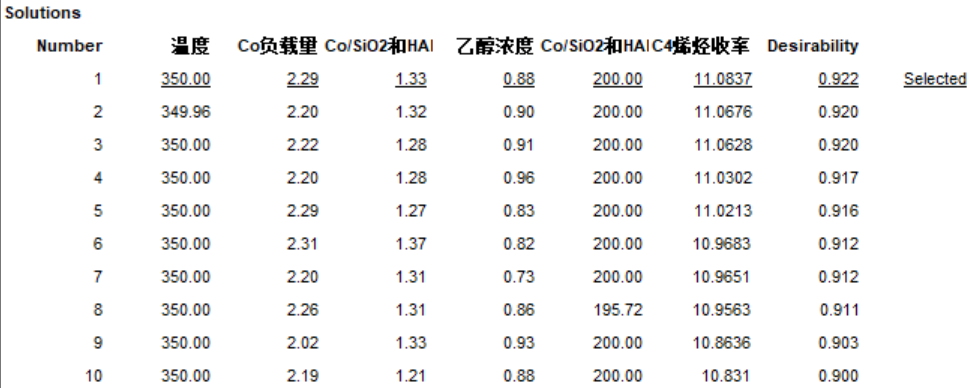 Solutions
Number 温度 Co负载量 Co/SiO2和HAI 乙醇浓度 Co/SiO2和HAI C4烯烃收率 Desirability
1 350.00 2.29 1.33 0.88 200.00 11.0837 0.922 Selected
2 349.96 2.20 1.32 0.90 200.00 11.0676 0.920
3 350.00 2.22 1.28 0.91 200.00 11.0628 0.920
4 350.00 2.20 1.28 0.96 200.00 11.0302 0.917
5 350.00 2.29 1.27 0.83 200.00 11.0213 0.916
6 350.00 2.31 1.37 0.82 200.00 10.9683 0.912
7 350.00 2.20 1.31 0.73 200.00 10.9651 0.912
8 350.00 2.26 1.31 0.86 195.72 10.9563 0.911
9 350.00 2.02 1.33 0.93 200.00 10.8636 0.903
10 350.00 2.19 1.21 0.88 200.00 10.831 0.900